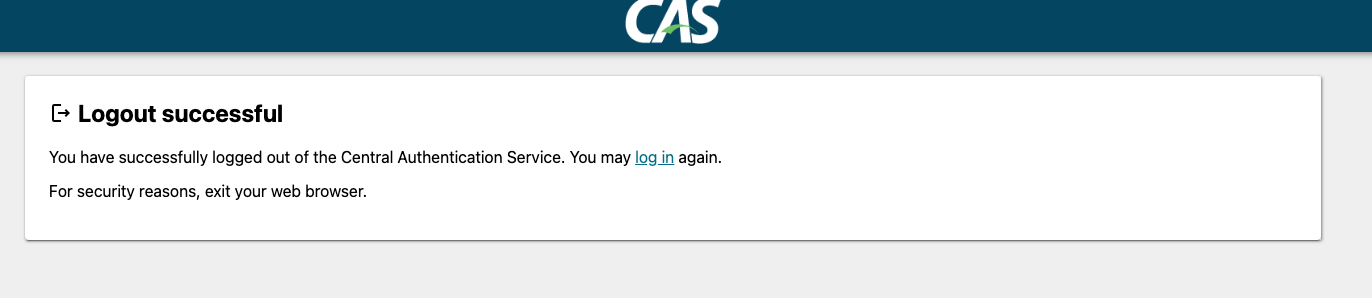 CAS
Logout successful
You have successfully logged out of the Central Authentication Service. You may log in again.
For security reasons, exit your web browser.